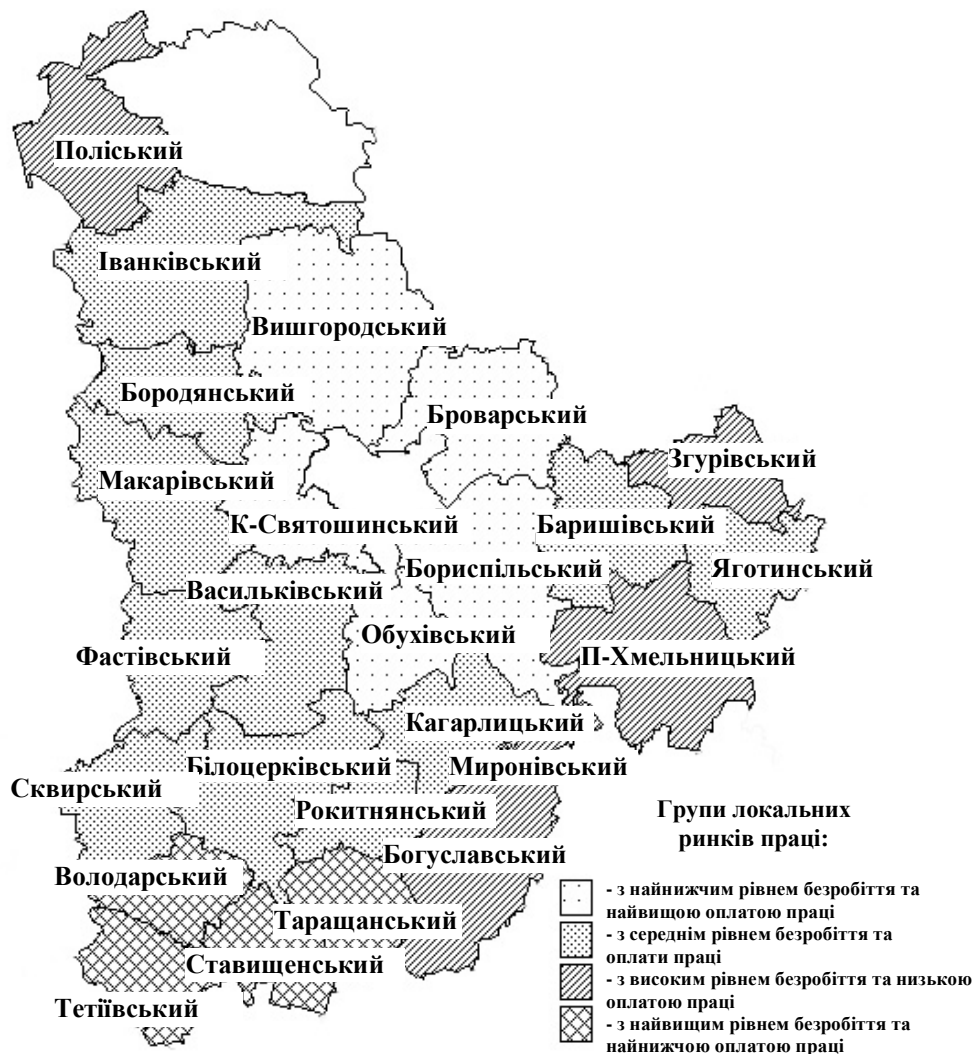 Поліський
Іванківський
Вишгородський
Бородянський
Броварський
Згурівський
Макарівський
К-Святошинський
Баришівський
Васильківський
Бориспільський
Яготинський
Обухівський
Фастівський
П-Хмельницький
Кагарлицький
Білоцерківський
Миронівський
Сквирський
Рокитнянський
Богуславський
Володарський
Таращанський
Ставищенський
Тетіївський
Групи локальних
ринків праці:
- з найнижчим рівнем безробіття та
найвищою оплатою праці
- з середнім рівнем безробіття та
оплати праці
- з високим рівнем безробіття та низькою
оплатою праці
- з найвищим рівнем безробіття та
найнижчою оплатою праці